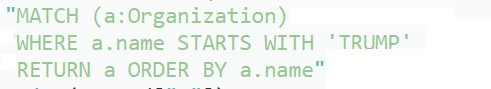 "MATCH (a:Organization)
WHERE a.name STARTS WITH 'TRUMP'
RETURN a ORDER BY a.name"